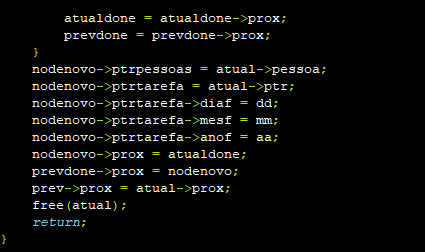 atualdone = atualdone->prox;
prevdone = prevdone->prox;
}
nodenovo->ptrpessoas = atual->pessoa;
nodenovo->ptrtarefa = atual->ptr;
nodenovo->ptrtarefa->diaf = dd;
nodenovo->ptrtarefa->mesf = mm;
nodenovo->ptrtarefa->anof = aa;
nodenovo->prox = atualdone;
prevdone->prox = nodenovo;
prev->prox = atual->prox;
free(atual);
return;
}